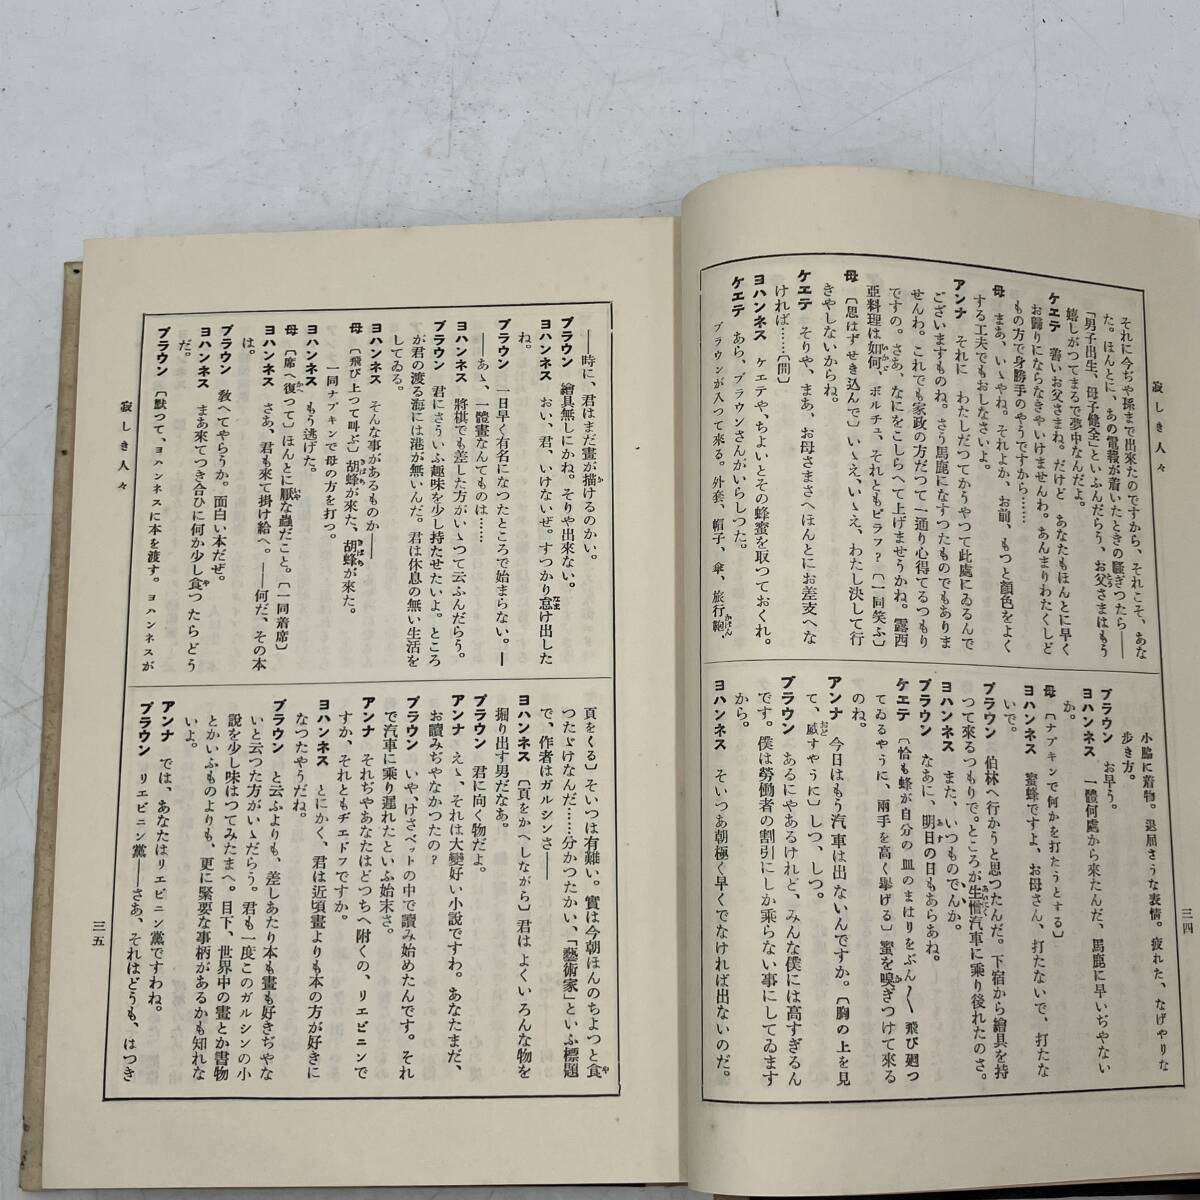 寂しき人々
三四
それに今ぢや孫まで出來たのですから、それこそ、あな
た。ほんとに、あの電報が着いたときの騒ぎつたら――
「男子出生、母子健全」といふんだらう、お父さまはもう
嬉しがつてまるで夢中なんだよ。
ケエテ 善いお父さまね。だけど あなたもほんとに早く
お歸りにならなきやいけませんわ。あんまりわたくしど
もの方で身勝手のやうですから……
母 まあ、いゝやね。それよか、お前、もつと顔色をよく
する工夫でもおしなさいよ。
アンナ それに わたしだつてかうやつて此處にゐるんで
ございますものね。さう馬鹿になすつたものでもありま
せんわ。これでも家政の方だつて一通り心得てるつもり
ですの。さあ、なにをこしらへて上げませうかね。露西
亞料理は如何、ボルチュ、それともピラフ?〔一同笑ふ〕
母 〔思はずせき込んで〕いゝえ、いゝえ、わたし決して行
きやしないからね。
ケエテ そりや、まあ、お母さまさへほんとにお差支へな
ければ……〔間〕
ヨハンネス ケエテや、ちよいとその蜂蜜を取つておくれ。
ケエテ あら、ブラウンさんがいらしつた。
ブラウンが入つて來る。外套、帽子、傘、旅行鞄、
小脇に着物。退屈さうな表情。疲れた、なげやりな
歩き方。
ブラウン お早う。
ヨハンネス 一體何處から來たんだ、馬鹿に早いぢやない
か。
母 〔ナプキンで何かを打たうとする〕
ヨハンネス 蜜蜂ですよ、お母さん、打たないで、打たな
いで。
ブラウン 伯林へ行かうと思つたんだ。下宿から繪具を持
つて來るつもりで。ところが生憎汽車に乘り後れたのさ。
ヨハンネス また、いつものでんか。
ブラウン なあに、明日の日もあらあね。
ケエテ 〔恰も蜂が自分の皿のまはりをぶん〳〵飛び廻つ
てゐるやうに、兩手を高く擧げる〕蜜を嗅ぎつけて來る
のね。
アンナ 今日はもう汽車は出ないんですか。〔胸の上を見
て、威すやうに〕しつ、しつ。
ブラウン あるにやあるけれど、みんな僕には高すぎるん
です。僕は勞働者の割引にしか乘らない事にしてゐます
から。
ヨハンネス そいつあ朝極く早くでなければ出ないのだ。
――時に、君はまだ畫が描けるのかい。
ブラウン 繪具無しにかね。そりや出來ない。
ヨハンネス おい、君、いけないぜ。すつかり怠け出した
ね。
ブラウン 一日早く有名になつたところで始まらない。―
―あゝ、一體畫なんてものは……
ヨハンネス 將棋でも差した方がいゝつて云ふんだらう。
ブラウン 君にさういふ趣味を少し持たせたいよ。ところ
が君の渡る海には港が無いんだ。君は休息の無い生活を
してゐる。
ヨハンネス そんな事があるものか――
母 〔飛び上つて叫ぶ〕胡蜂が來た、胡蜂が來た。
一同ナプキンで母の方を打つ。
ヨハンネス もう逃げた。
母 〔席へ復つて〕ほんとに厭な蟲だこと。〔一同着席〕
ヨハンネス さあ、君も來て掛け給へ。――何だ、その本
は。
ブラウン 敎へてやらうか。面白い本だぜ。
ヨハンネス まあ來てつき合ひに何か少し食つたらどう
だ。
ブラウン 〔默つて、ヨハンネスに本を渡す。ヨハンネスが
頁をくる〕そいつは有難い。實は今朝ほんのちよつと食
つたゞけなんだ……分かつたかい、「藝術家」といふ標題
で、作者はガルシンさ――
ヨハンネス 〔頁をかへしながら〕君はよくいろんな物を
掘り出す男だなあ。
ブラウン 君に向く物だよ。
アンナ えゝ、それは大變好い小説ですわ。あなたまだ、
お讀みぢやなかつたの?
ブラウン いや、けさベットの中で讀み始めたんです。それ
で汽車に乘り遲れたといふ始末さ。
アンナ それぢやあなたはどつちへ附くの、リエビニンで
すか、それともヂエドフですか。
ヨハンネス とにかく、君は近頃畫よりも本の方が好きに
なつたやうだね。
ブラウン と云ふよりも、差しあたり本も畫も好きぢやな
いと云つた方がいゝだらう。君も一度このガルシンの小
説を少し味はつてみたまへ。目下、世界中の畫とか書物
とかいふものよりも、更に緊要な事柄があるかも知れな
いよ。
アンナ では、あなたはリエビニン黨ですわね。
ブラウン リエビニン黨――さあ、それはどうも、はつき
寂しき人々
三五